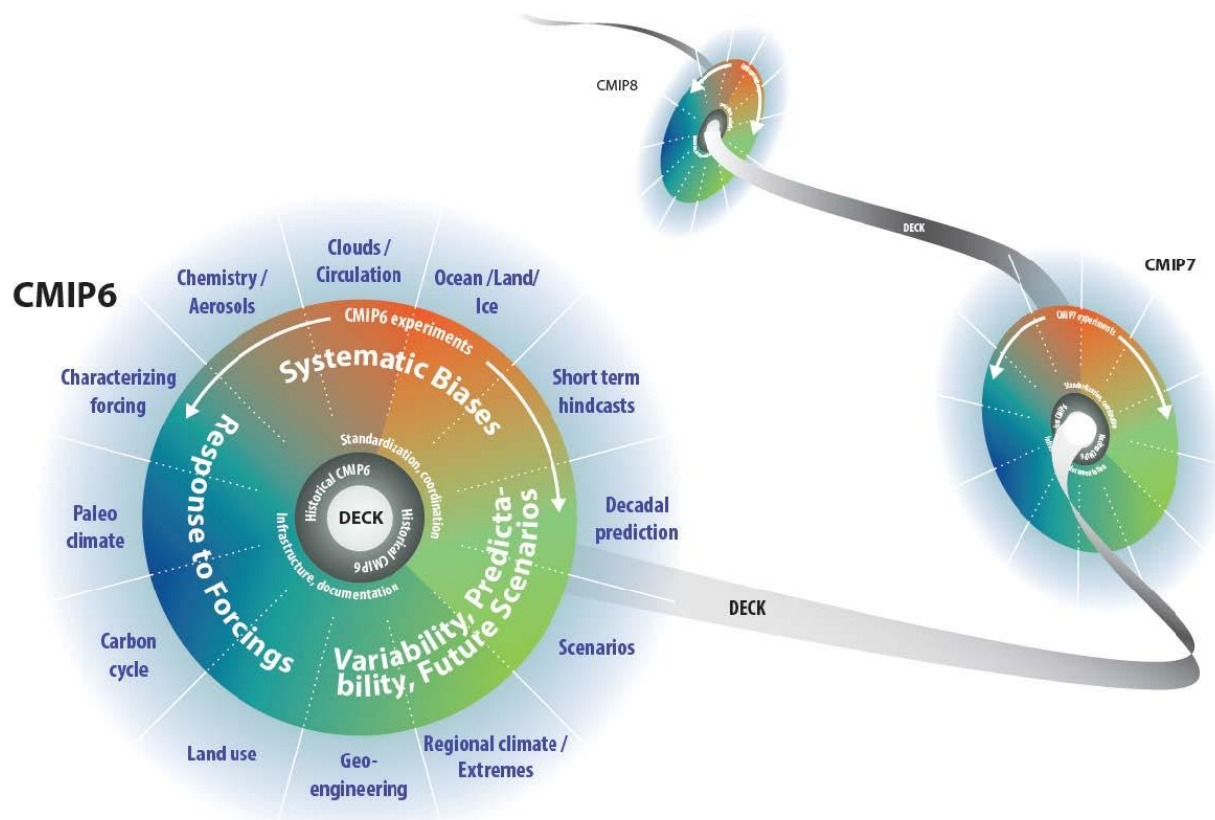 CMIP8
DECK
CMIP7
CMIP7 experiments
Standardization, coordination
CMIP6
Clouds /
Circulation
Chemistry /
Aerosols
Ocean /Land/
Ice
Characterizing
forcing
Short term
hindcasts
Paleo
climate
Decadal
prediction
Carbon
cycle
Scenarios
Land use
Geo-
engineering
Regional climate /
Extremes
CMIP6 experiments
Systematic Biases
Response to Forcings
Variability, Predicta-
bility, Future Scenarios
Standardization, coordination
Infrastructure, documentation
Historical CMIP6
Historical CMIP6
DECK
DECK